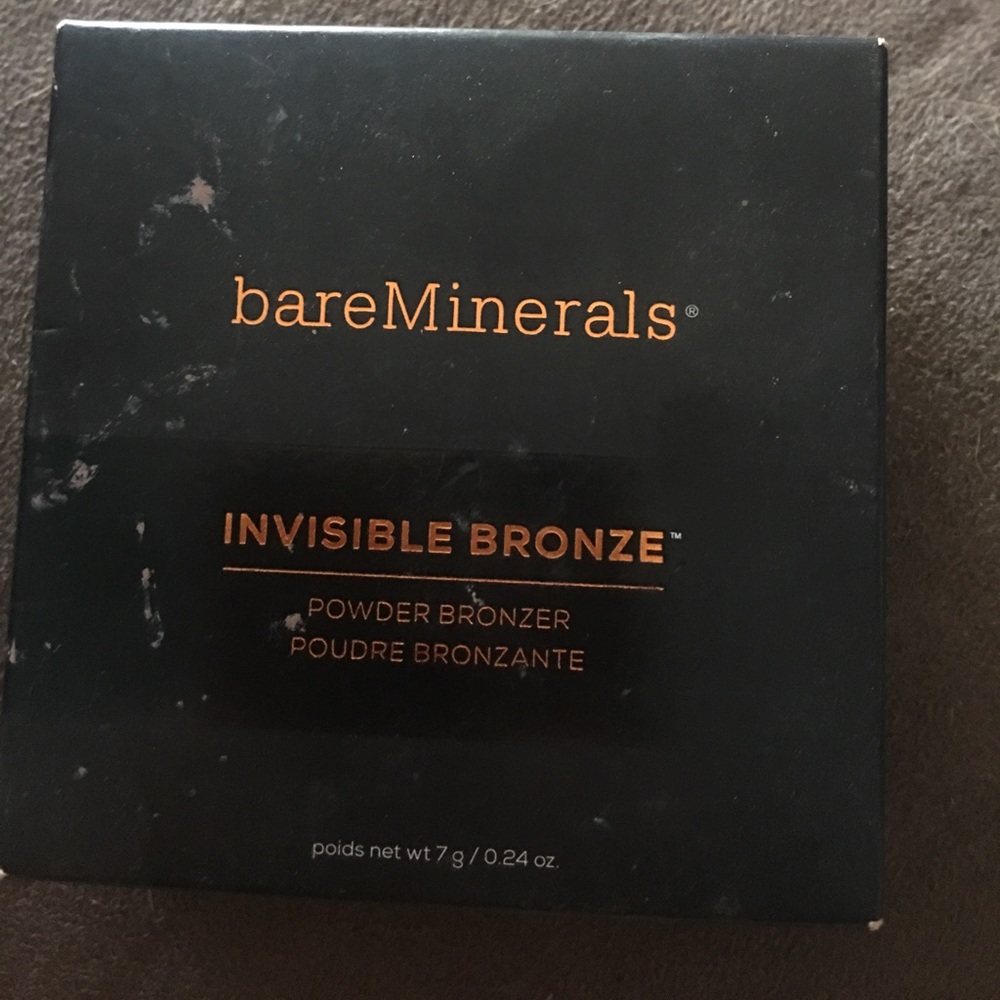 bareMinerals®
INVISIBLE BRONZE™
POWDER BRONZER
POUDRE BRONZANTE
poids net wt 7 g / 0.24 oz.